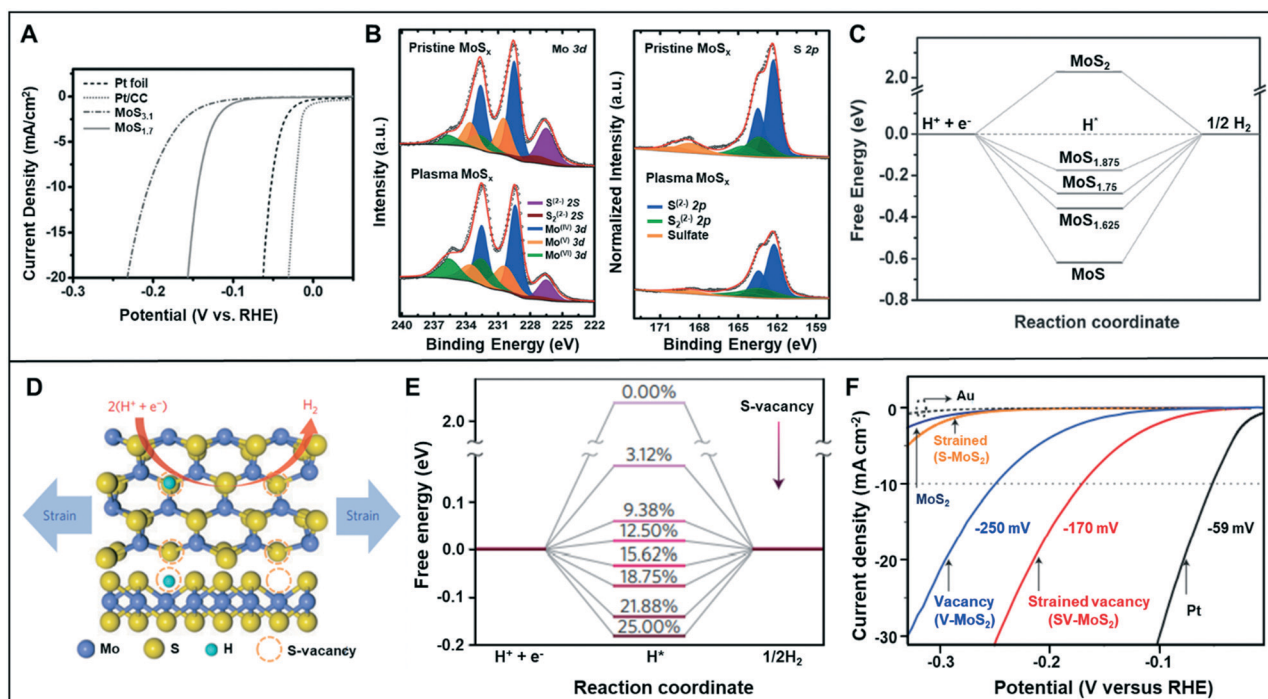 A
Pt foil
Pt/CC
MoS3.1
MoS1.7
Current Density (mA/cm²)
0
-5
-10
-15
-20
-0.3
-0.2
-0.1
0.0
Potential (V vs. RHE)
B
Pristine MoSx
Mo 3d
Plasma MoSx
S(2-) 2S
S2(2-) 2S
Mo(IV) 3d
Mo(V) 3d
Mo(VI) 3d
Intensity (a.u.)
240 237 234 231 228 225 222
Binding Energy (eV)
Pristine MoSx
S 2p
Plasma MoSx
S(2-) 2p
S2(2-) 2p
Sulfate
Normalized Intensity (a.u.)
171 168 165 162 159
Binding Energy (eV)
C
Free Energy (eV)
2.0
0.0
-0.2
-0.4
-0.6
-0.8
MoS2
H+ + e-
H*
1/2 H2
MoS1.875
MoS1.75
MoS1.625
MoS
Reaction coordinate
D
2(H+ + e-)
H2
Strain
Strain
Mo
S
H
S-vacancy
E
Free energy (eV)
2.0
0.1
0.0
-0.1
-0.2
0.00%
S-vacancy
3.12%
9.38%
12.50%
15.62%
18.75%
21.88%
25.00%
H+ + e-
H*
1/2H2
Reaction coordinate
F
Current density (mA cm-2)
0
-10
-20
-30
Au
Strained
(S-MoS2)
MoS2
-250 mV
-170 mV
-59 mV
Vacancy
(V-MoS2)
Strained vacancy
(SV-MoS2)
Pt
-0.3
-0.2
-0.1
Potential (V versus RHE)